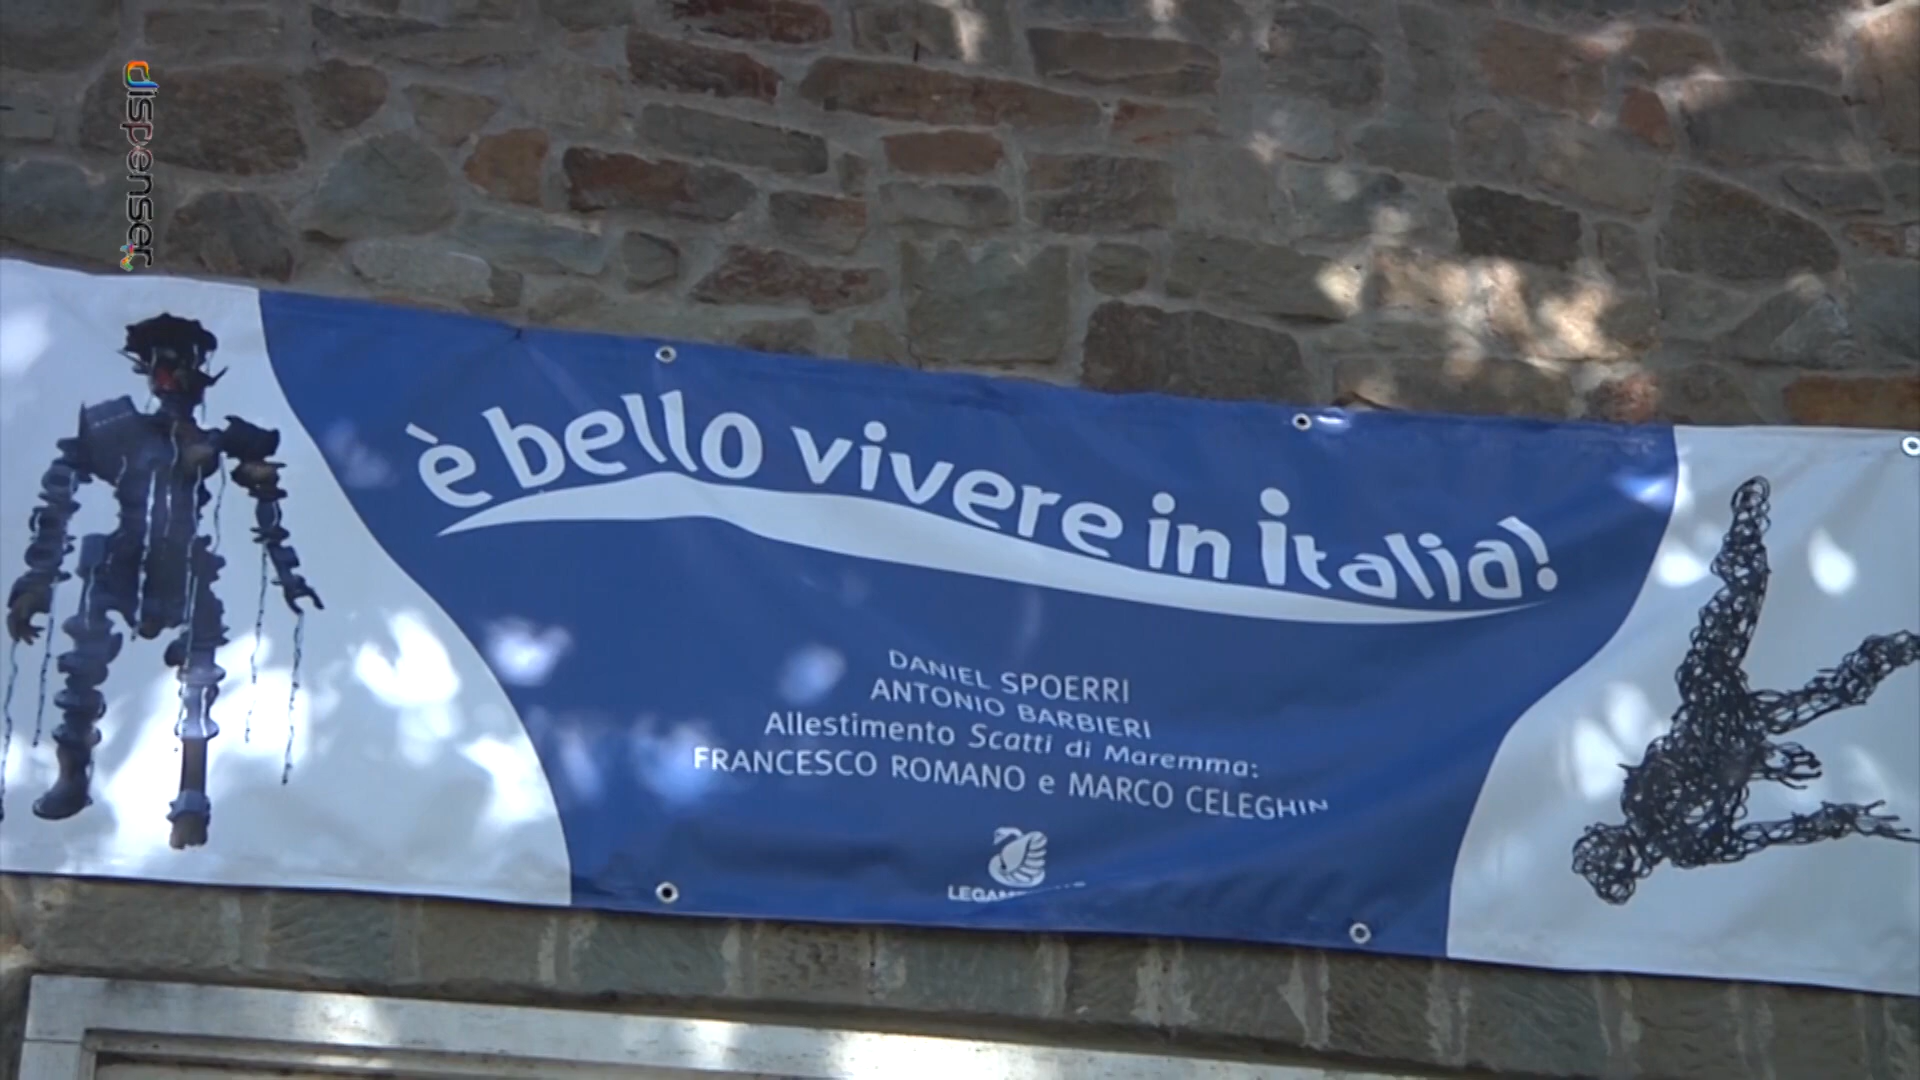 dispenser
è bello vivere in Italia!
DANIEL SPOERRI
ANTONIO BARBIERI
Allestimento Scatti di Maremma:
FRANCESCO ROMANO e MARCO CELEGHIN